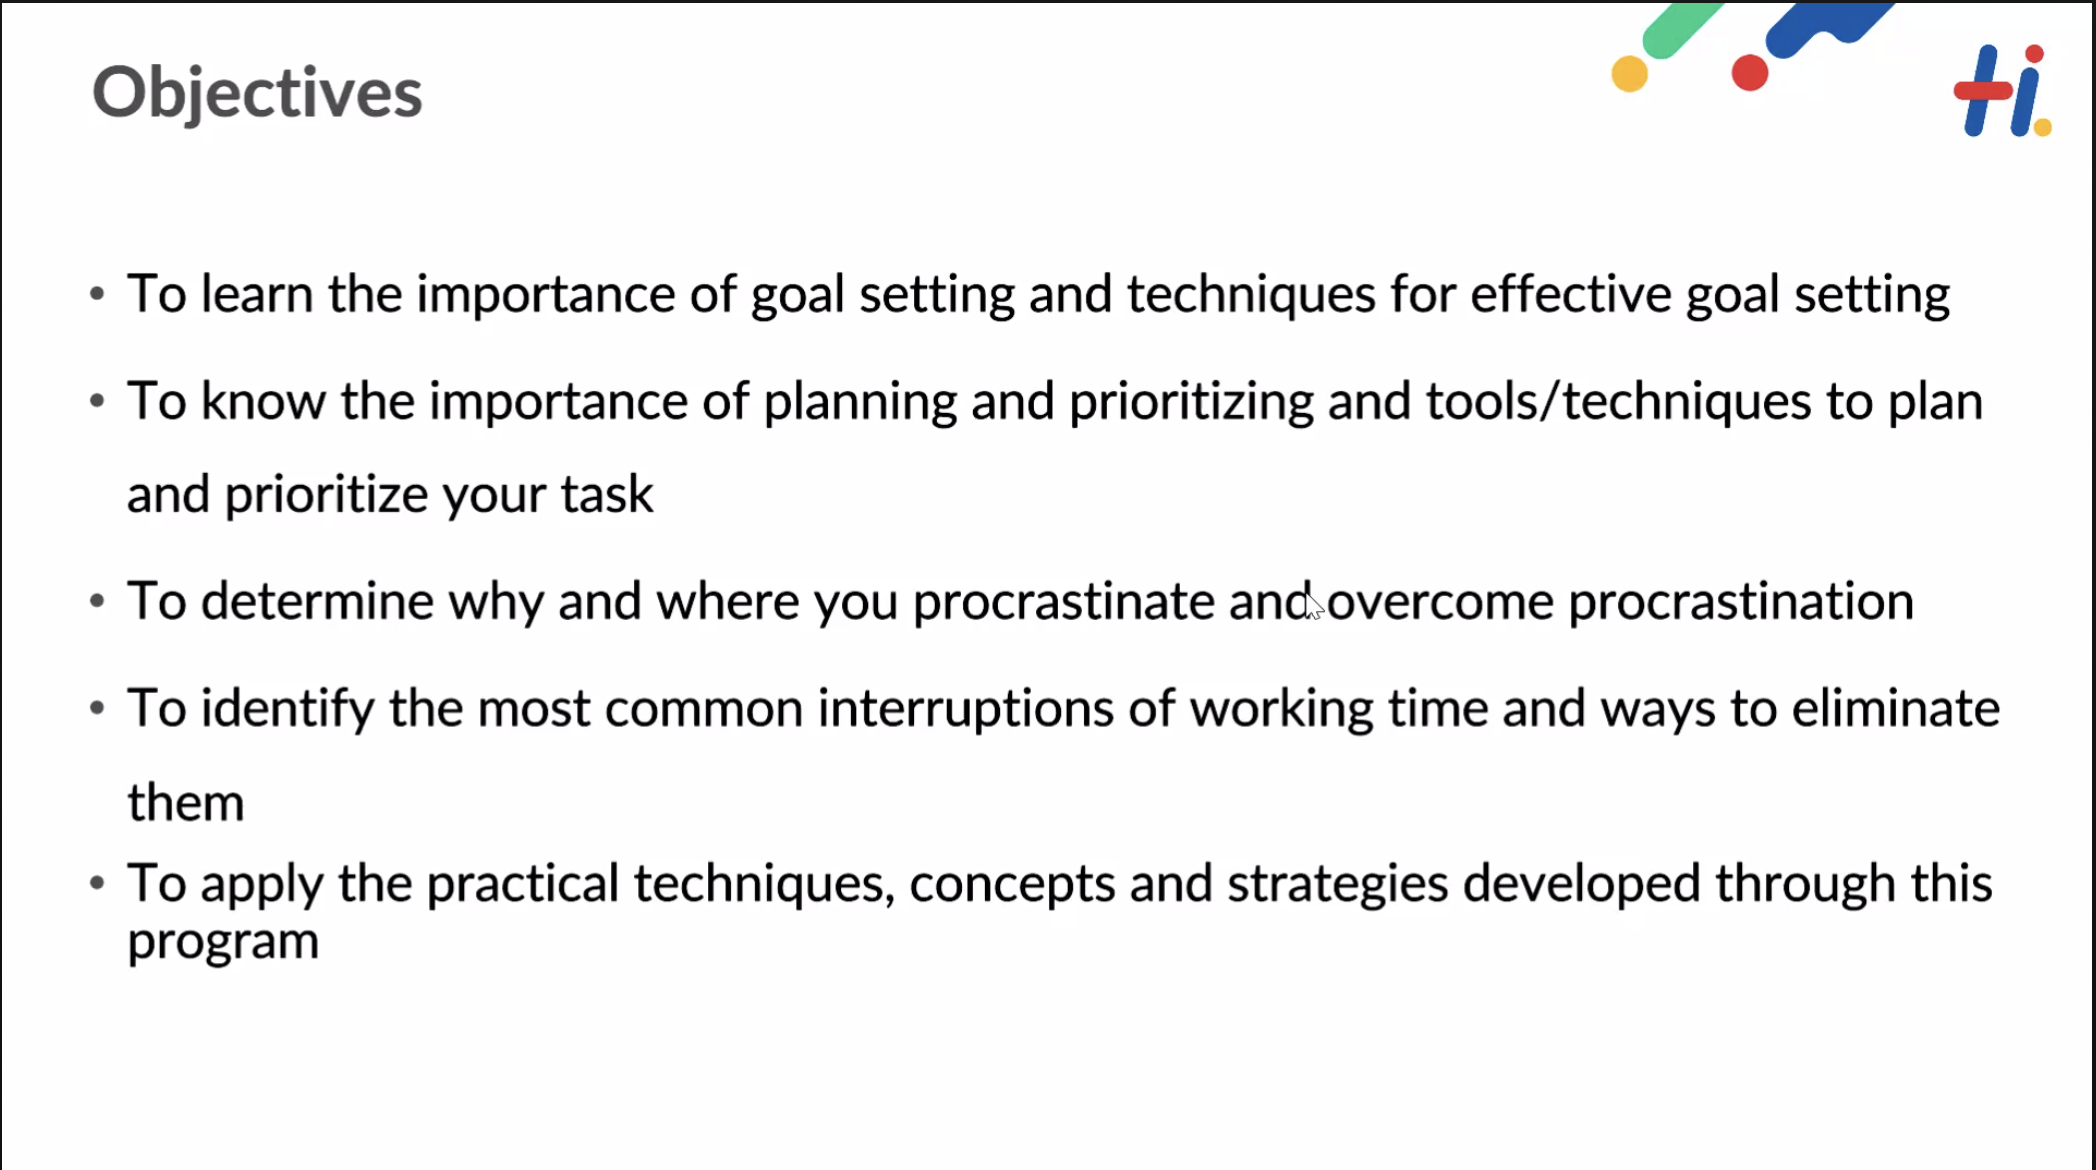 Objectives
Hi.
• To learn the importance of goal setting and techniques for effective goal setting
• To know the importance of planning and prioritizing and tools/techniques to plan
and prioritize your task
• To determine why and where you procrastinate and overcome procrastination
• To identify the most common interruptions of working time and ways to eliminate
them
• To apply the practical techniques, concepts and strategies developed through this
program